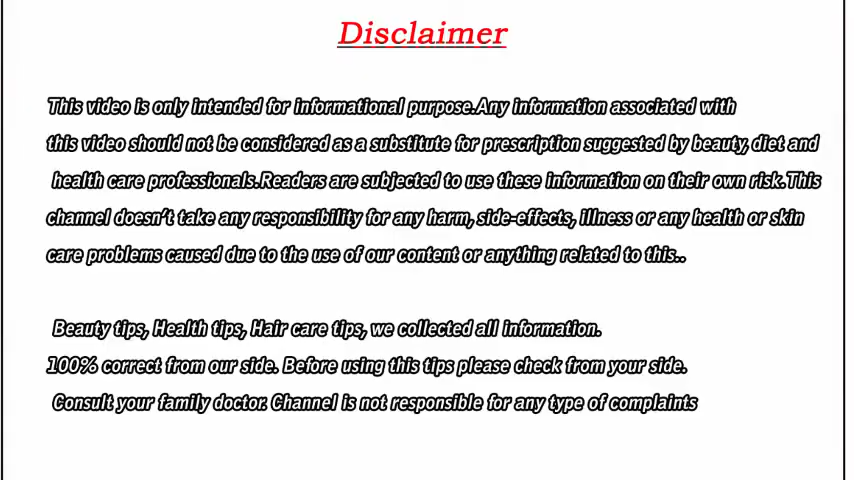 Disclaimer
This video is only intended for informational purpose.Any information associated with
this video should not be considered as a substitute for prescription suggested by beauty, diet and
health care professionals.Readers are subjected to use these information on their own risk.This
channel doesn't take any responsibility for any harm, side-effects, illness or any health or skin
care problems caused due to the use of our content or anything related to this..
Beauty tips, Health tips, Hair care tips, we collected all information.
100% correct from our side. Before using this tips please check from your side.
Consult your family doctor. Channel is not responsible for any type of complaints